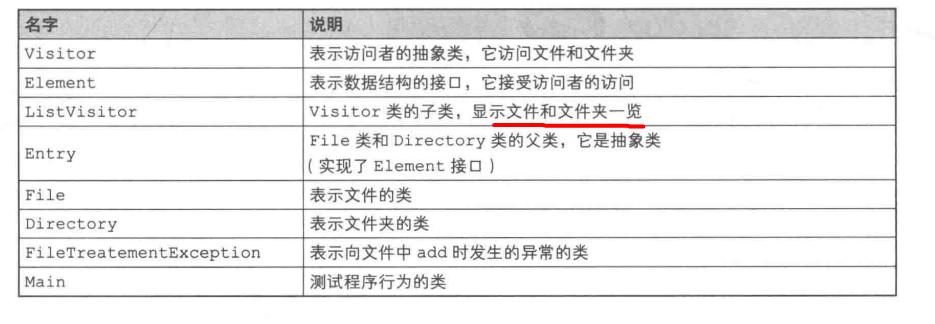 名字 说明
Visitor 表示访问者的抽象类，它访问文件和文件夹
Element 表示数据结构的接口，它接受访问者的访问
ListVisitor Visitor 类的子类，显示文件和文件夹一览
Entry File 类和 Directory 类的父类，它是抽象类
（实现了 Element 接口）
File 表示文件的类
Directory 表示文件夹的类
FileTreatementException 表示向文件中 add 时发生的异常的类
Main 测试程序行为的类